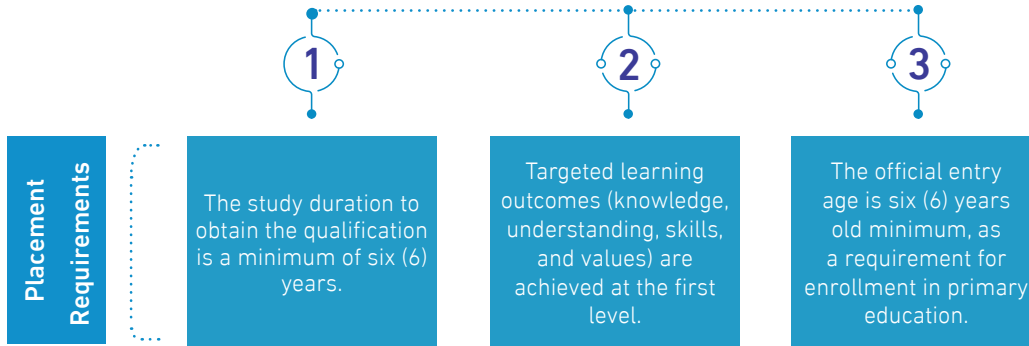 1
2
3
Placement
Requirements
The study duration to
obtain the qualification
is a minimum of six (6)
years.
Targeted learning
outcomes (knowledge,
understanding, skills,
and values) are
achieved at the first
level.
The official entry
age is six (6) years
old minimum, as
a requirement for
enrollment in primary
education.